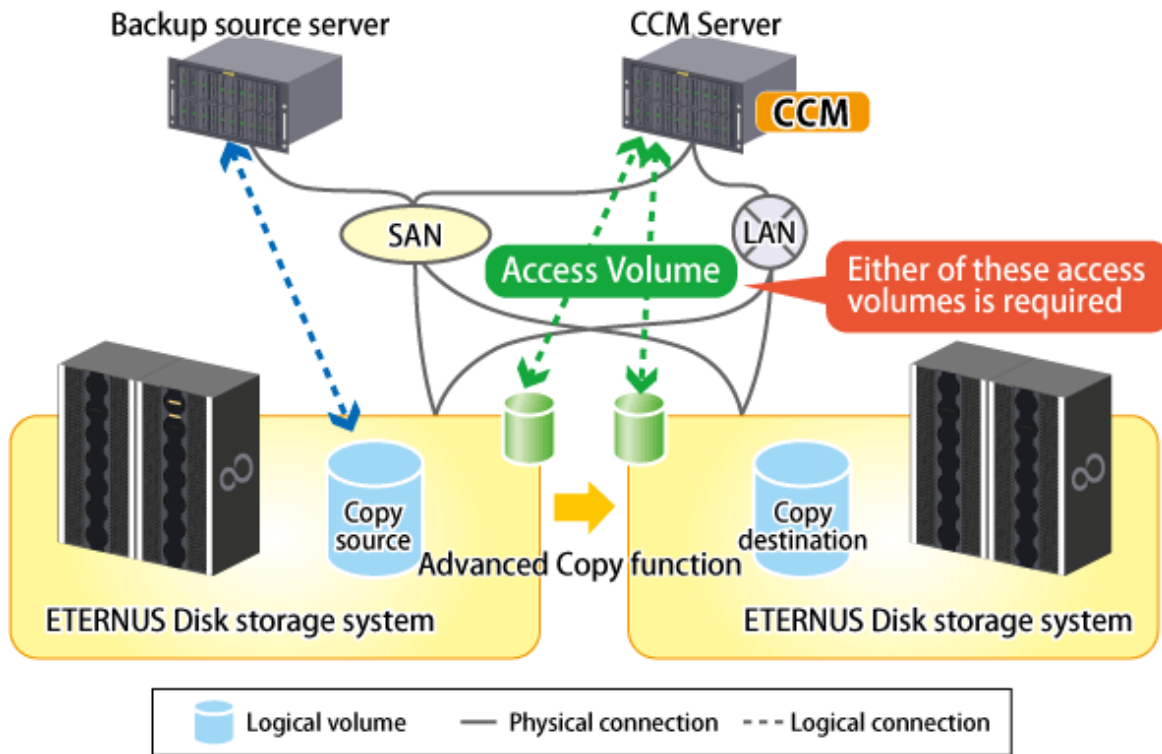 Backup source server
CCM Server
CCM
SAN
LAN
Access Volume
Either of these access
volumes is required
Copy
source
Copy
destination
Advanced Copy function
ETERNUS Disk storage system
ETERNUS Disk storage system
Logical volume
Physical connection
Logical connection